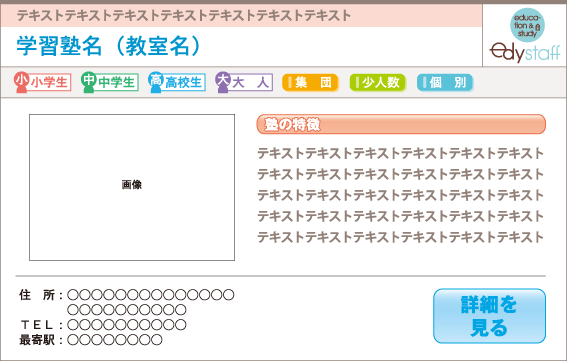 テキストテキストテキストテキストテキストテキストテキスト
educa-
tion &
study
edystaff
学習塾名（教室名）
小 小学生 中 中学生 高 高校生 大 大　人 集　団 少人数 個　別
画像
塾の特徴
テキストテキストテキストテキストテキストテキスト
テキストテキストテキストテキストテキストテキスト
テキストテキストテキストテキストテキストテキスト
テキストテキストテキストテキストテキストテキスト
テキストテキストテキストテキストテキストテキスト
住　所：○○○○○○○○○○○○○○
○○○○○○○○○○
ＴＥＬ：○○○○○○○○○○
最寄駅：○○○○○○○○
詳細を
見る